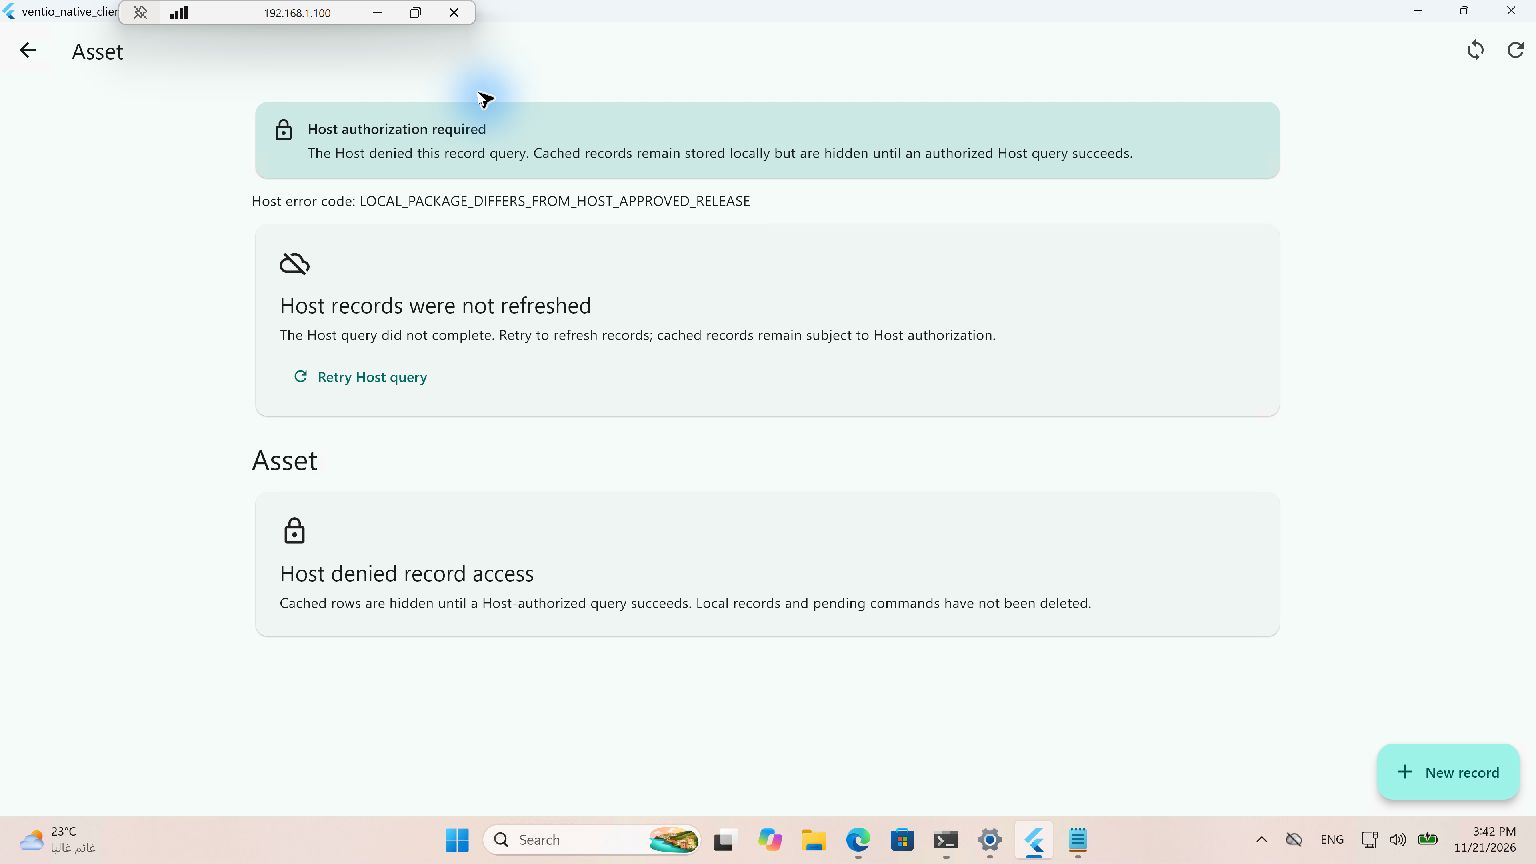 ventio_native_clien
192.168.1.100
Asset
Host authorization required
The Host denied this record query. Cached records remain stored locally but are hidden until an authorized Host query succeeds.
Host error code: LOCAL_PACKAGE_DIFFERS_FROM_HOST_APPROVED_RELEASE
Host records were not refreshed
The Host query did not complete. Retry to refresh records; cached records remain subject to Host authorization.
Retry Host query
Asset
Host denied record access
Cached rows are hidden until a Host-authorized query succeeds. Local records and pending commands have not been deleted.
New record
23°C
غائم غالبا
Search
ENG
3:42 PM
11/21/2026